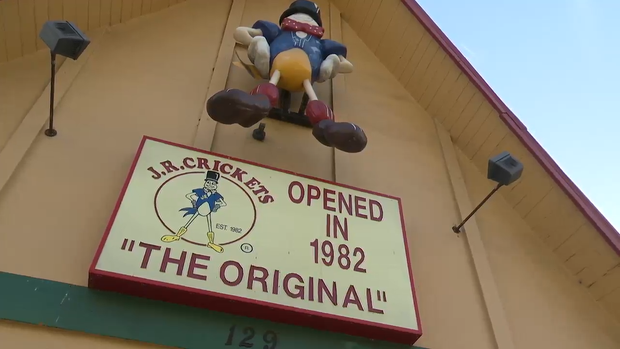 J.R.CRICKETS
EST. 1982
OPENED
IN
1982
"THE ORIGINAL"
129